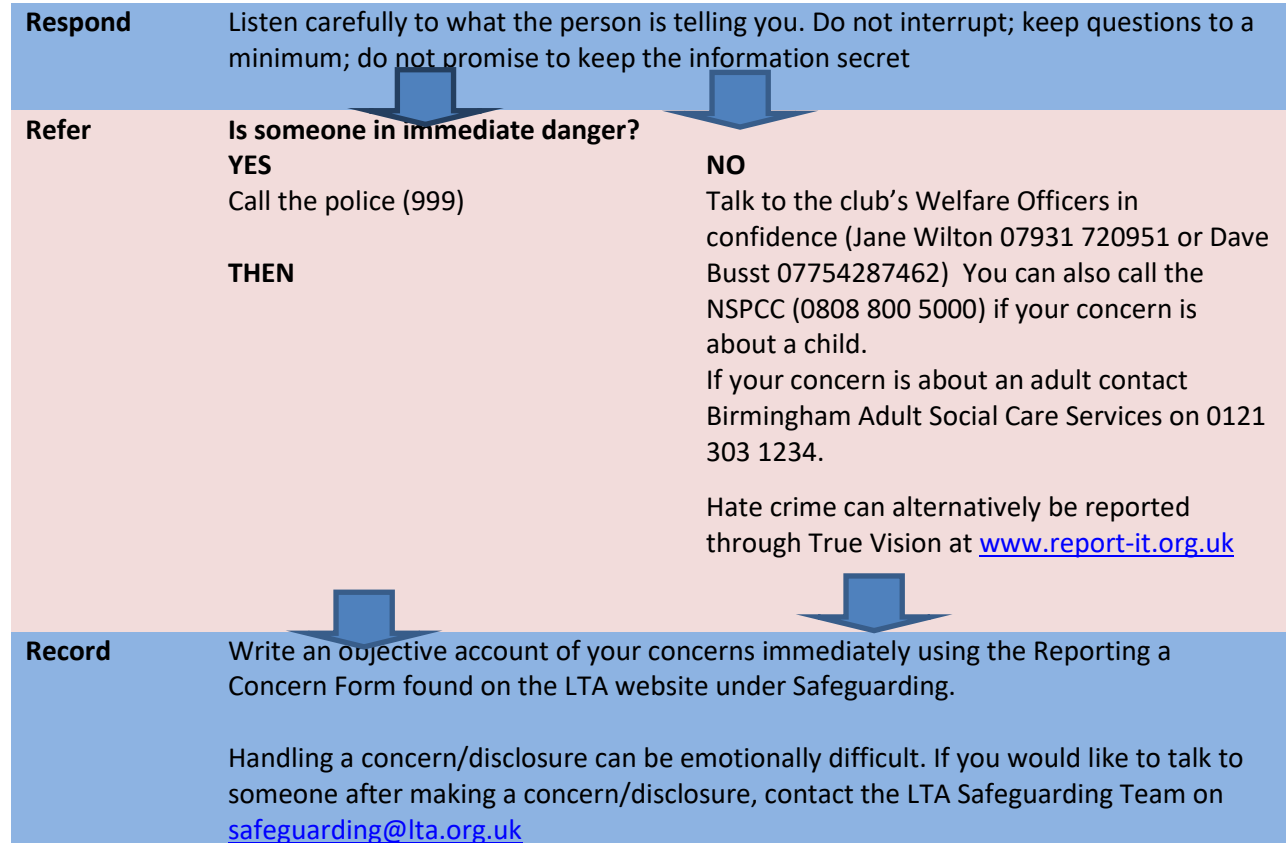 Respond
Listen carefully to what the person is telling you. Do not interrupt; keep questions to a
minimum; do not promise to keep the information secret
Refer
Is someone in immediate danger?
YES
Call the police (999)
THEN
NO
Talk to the club’s Welfare Officers in
confidence (Jane Wilton 07931 720951 or Dave
Busst 07754287462)  You can also call the
NSPCC (0808 800 5000) if your concern is
about a child.
If your concern is about an adult contact
Birmingham Adult Social Care Services on 0121
303 1234.
Hate crime can alternatively be reported
through True Vision at www.report-it.org.uk
Record
Write an objective account of your concerns immediately using the Reporting a
Concern Form found on the LTA website under Safeguarding.
Handling a concern/disclosure can be emotionally difficult. If you would like to talk to
someone after making a concern/disclosure, contact the LTA Safeguarding Team on
safeguarding@lta.org.uk